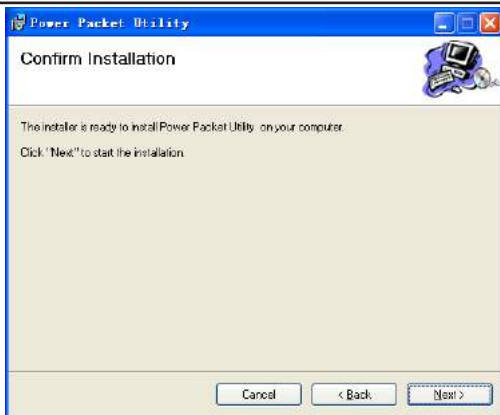 Power Packet Utility
Confirm Installation
The installer is ready to install Power Packet Utility on your computer.
Click "Next" to start the installation.
Cancel
< Back
Next >